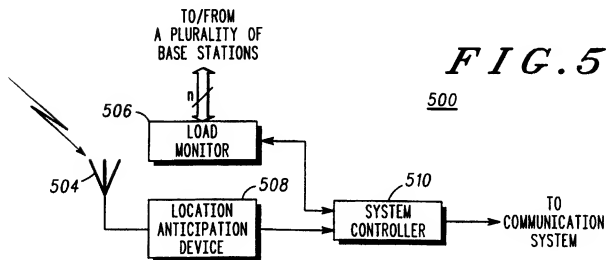 TO/FROM
A PLURALITY OF
BASE STATIONS
FIG.5
500
n
506
LOAD
MONITOR
504
508
510
LOCATION
ANTICIPATION
DEVICE
SYSTEM
CONTROLLER
TO
COMMUNICATION
SYSTEM